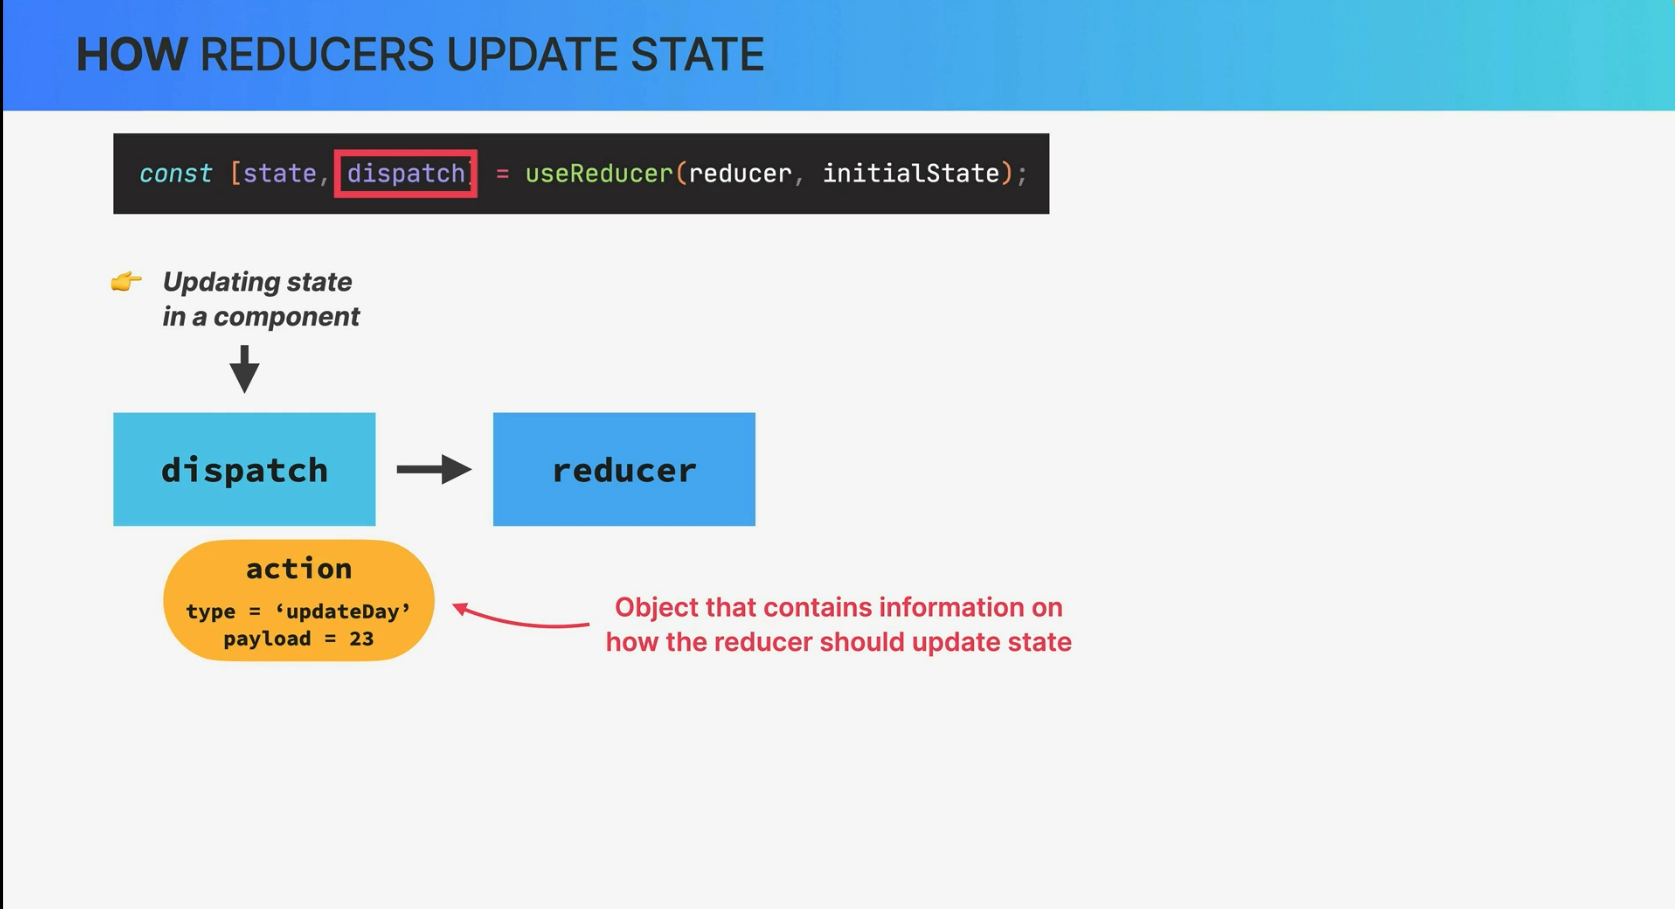 HOW REDUCERS UPDATE STATE
const [state, dispatch] = useReducer(reducer, initialState);
Updating state
in a component
dispatch
reducer
action
type = ‘updateDay’
payload = 23
Object that contains information on
how the reducer should update state